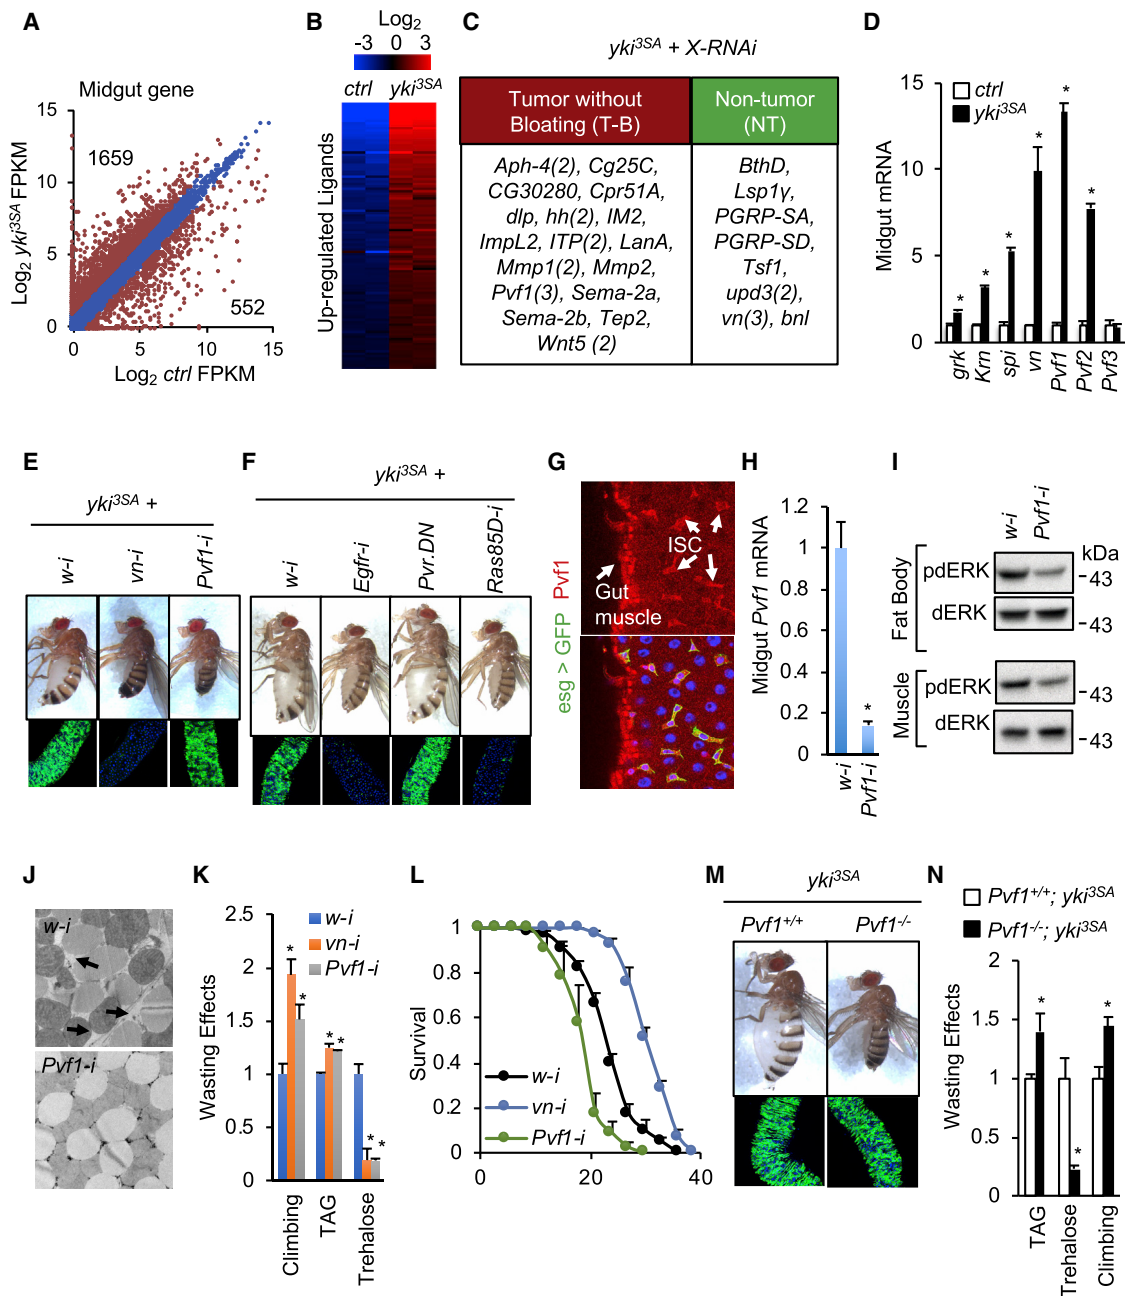 A
Midgut gene
Log2 yki3SA FPKM
15
10
5
0
1659
552
0
5
10
15
Log2 ctrl FPKM
B
Log2
-3 0 3
ctrl yki3SA
Up-regulated Ligands
C
yki3SA + X-RNAi
Tumor without
Bloating (T-B)
Non-tumor
(NT)
Aph-4(2), Cg25C,
CG30280, Cpr51A,
dlp, hh(2), IM2,
ImpL2, ITP(2), LanA,
Mmp1(2), Mmp2,
Pvf1(3), Sema-2a,
Sema-2b, Tep2,
Wnt5 (2)
BthD,
Lsp1γ,
PGRP-SA,
PGRP-SD,
Tsf1,
upd3(2),
vn(3), bnl
D
Midgut mRNA
15
10
5
0
ctrl
yki3SA
* * * * * * 
grk
Krn
spi
vn
Pvf1
Pvf2
Pvf3
E
yki3SA +
w-i
vn-i
Pvf1-i
F
yki3SA +
w-i
Egfr-i
Pvr.DN
Ras85D-i
G
esg > GFP Pvf1
ISC
Gut
muscle
H
Midgut Pvf1 mRNA
1.2
1
0.8
0.6
0.4
0.2
0
*
w-i
Pvf1-i
I
w-i
Pvf1-i
kDa
Fat Body
pdERK
-43
dERK
-43
Muscle
pdERK
-43
dERK
-43
J
w-i
Pvf1-i
K
Wasting Effects
2.5
2
1.5
1
0.5
0
w-i
vn-i
Pvf1-i
* * * * * *
Climbing
TAG
Trehalose
L
Survival
1
0.8
0.6
0.4
0.2
0
w-i
vn-i
Pvf1-i
0
20
40
M
yki3SA
Pvf1+/+
Pvf1-/-
N
Pvf1+/+; yki3SA
Pvf1-/-; yki3SA
Wasting Effects
2
1.5
1
0.5
0
* * *
TAG
Trehalose
Climbing